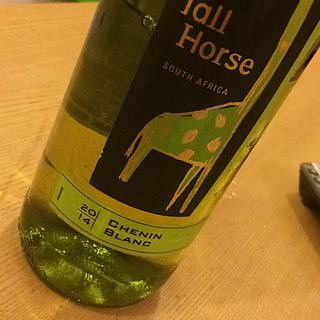 Tall
Horse
SOUTH AFRICA
20
14
CHENIN
BLANC